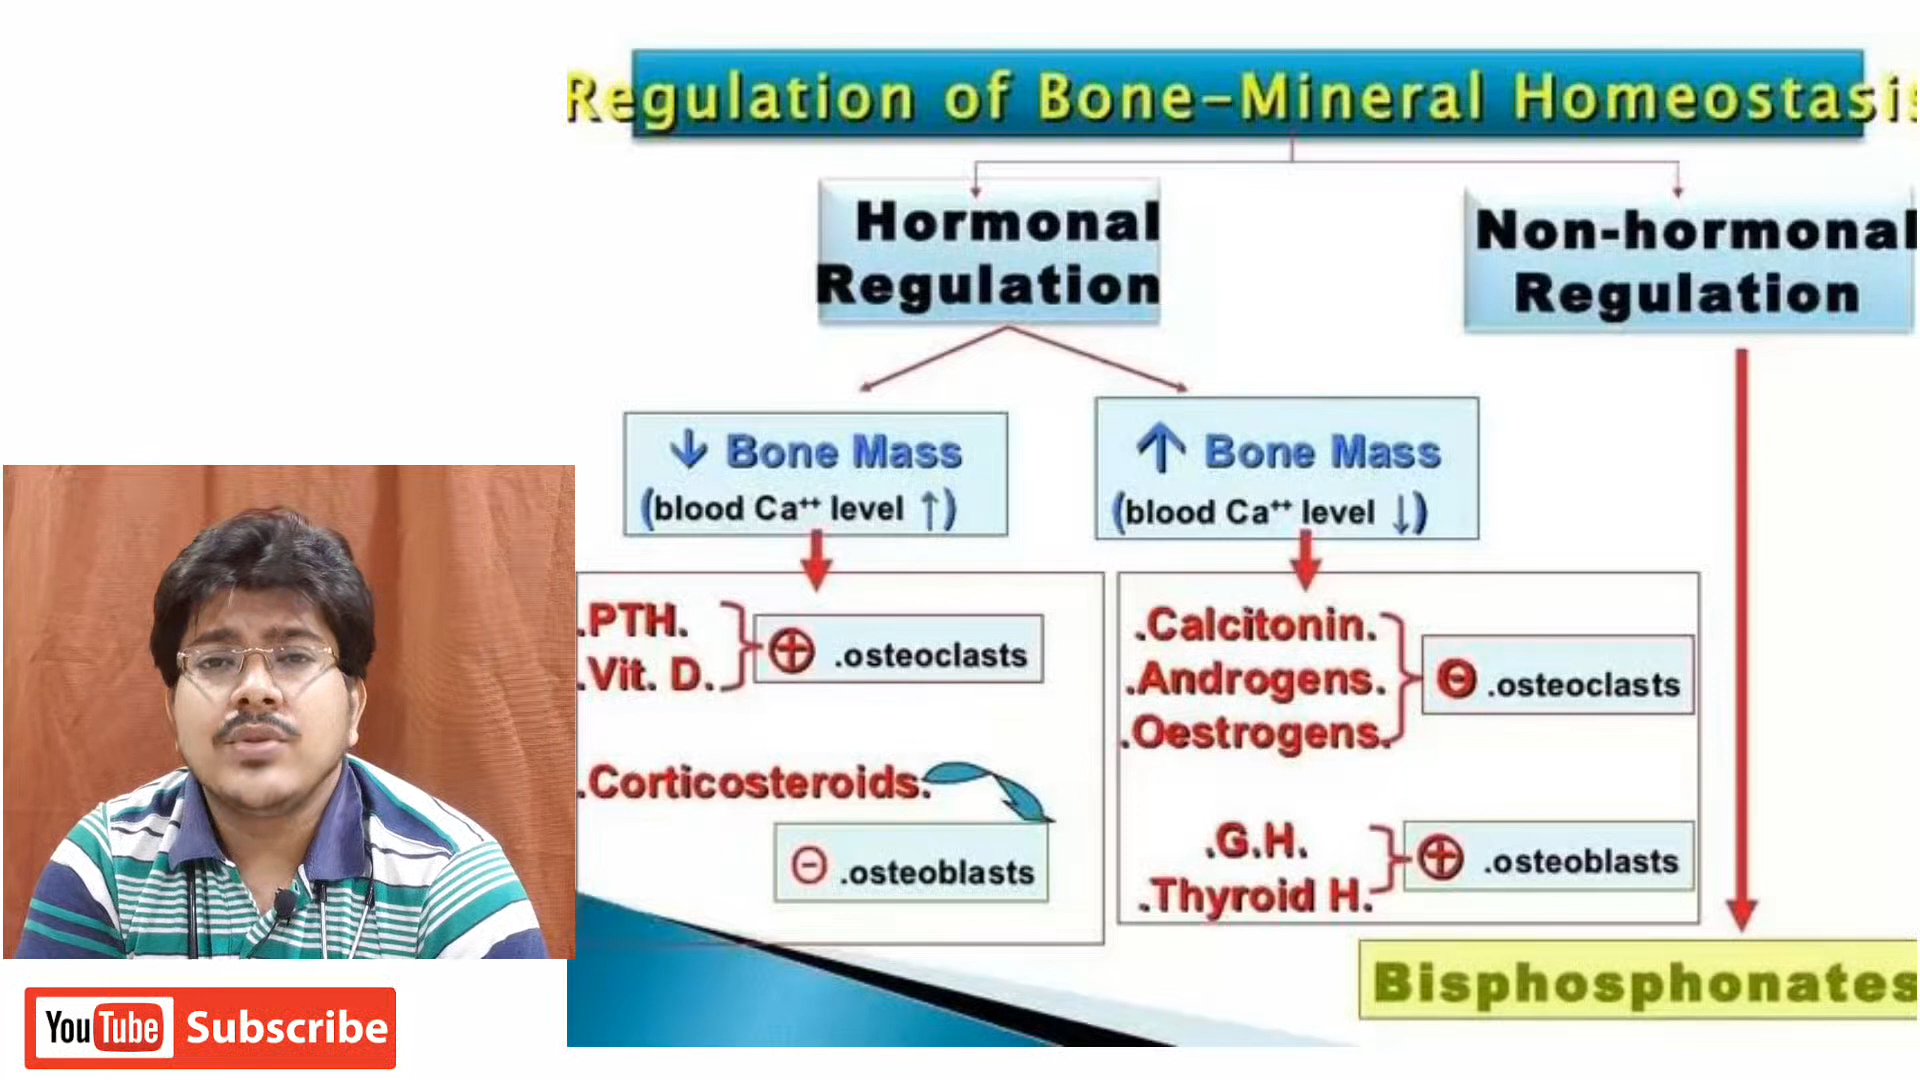 Regulation of Bone-Mineral Homeostasis
Hormonal
Regulation
Non-hormonal
Regulation
↓ Bone Mass
(blood Ca⁺⁺ level ↑)
↑ Bone Mass
(blood Ca⁺⁺ level ↓)
.PTH.
.Vit. D.
⊕ .osteoclasts
.Corticosteroids.
⊖ .osteoblasts
.Calcitonin.
.Androgens.
.Oestrogens.
⊖ .osteoclasts
.G.H.
.Thyroid H.
⊕ .osteoblasts
Bisphosphonates
YouTube Subscribe